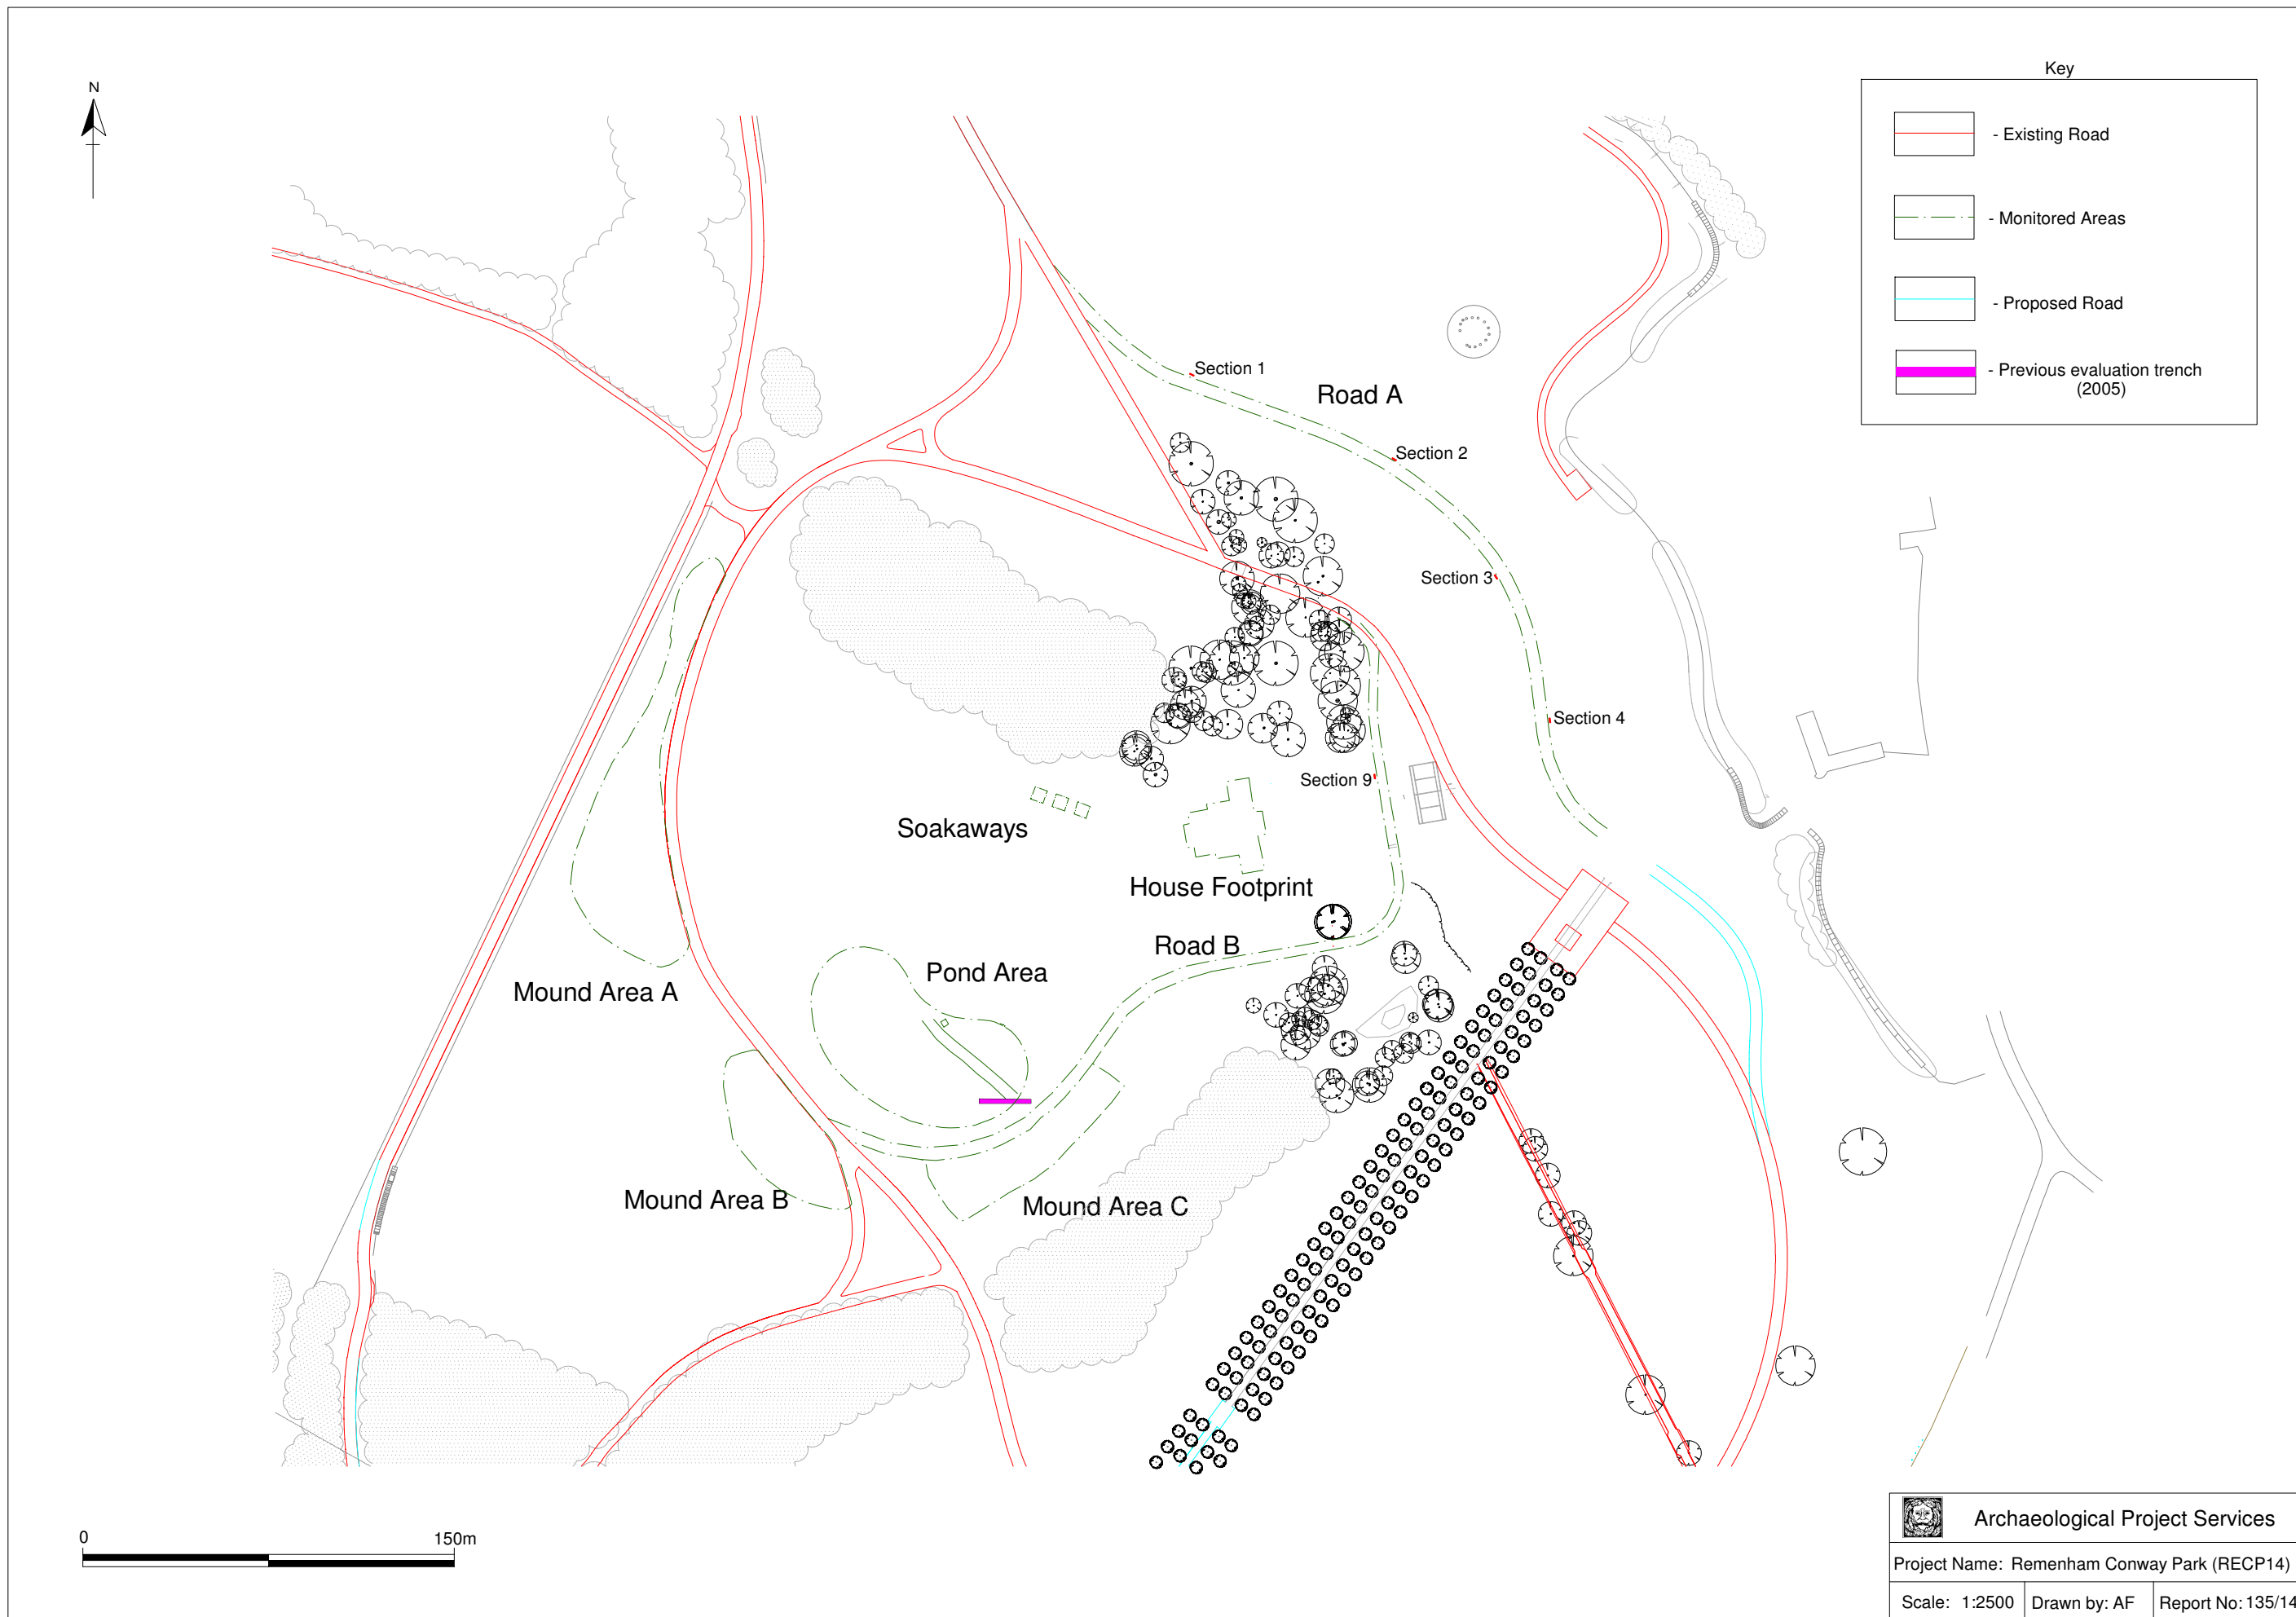 N
Key
- Existing Road
- Monitored Areas
- Proposed Road
- Previous evaluation trench
(2005)
Section 1
Road A
Section 2
Section 3
Section 4
Section 9
Soakaways
House Footprint
Road B
Pond Area
Mound Area A
Mound Area B
Mound Area C
0 150m
Archaeological Project Services
Project Name: Remenham Conway Park (RECP14)
Scale: 1:2500 Drawn by: AF Report No: 135/14